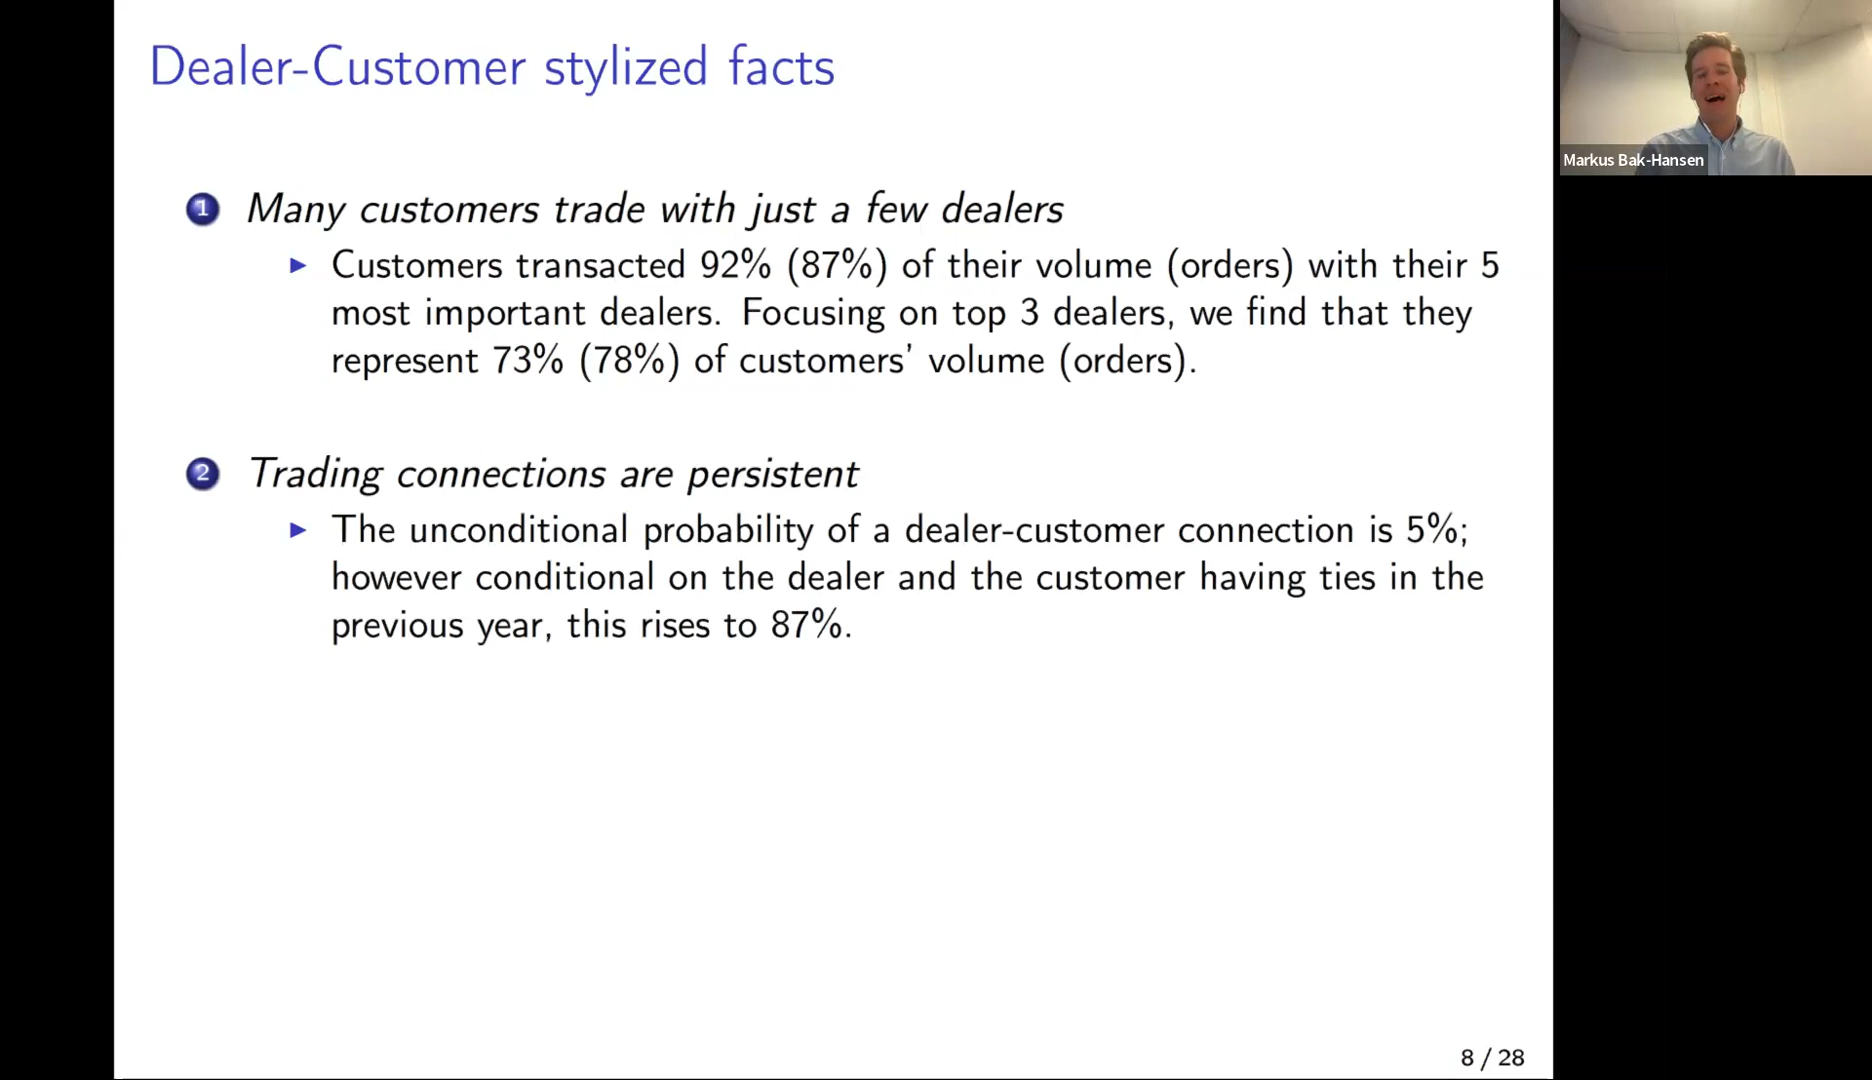 Dealer-Customer stylized facts
1 Many customers trade with just a few dealers
▶ Customers transacted 92% (87%) of their volume (orders) with their 5
most important dealers. Focusing on top 3 dealers, we find that they
represent 73% (78%) of customers' volume (orders).
2 Trading connections are persistent
▶ The unconditional probability of a dealer-customer connection is 5%;
however conditional on the dealer and the customer having ties in the
previous year, this rises to 87%.
8 / 28
Markus Bak-Hansen